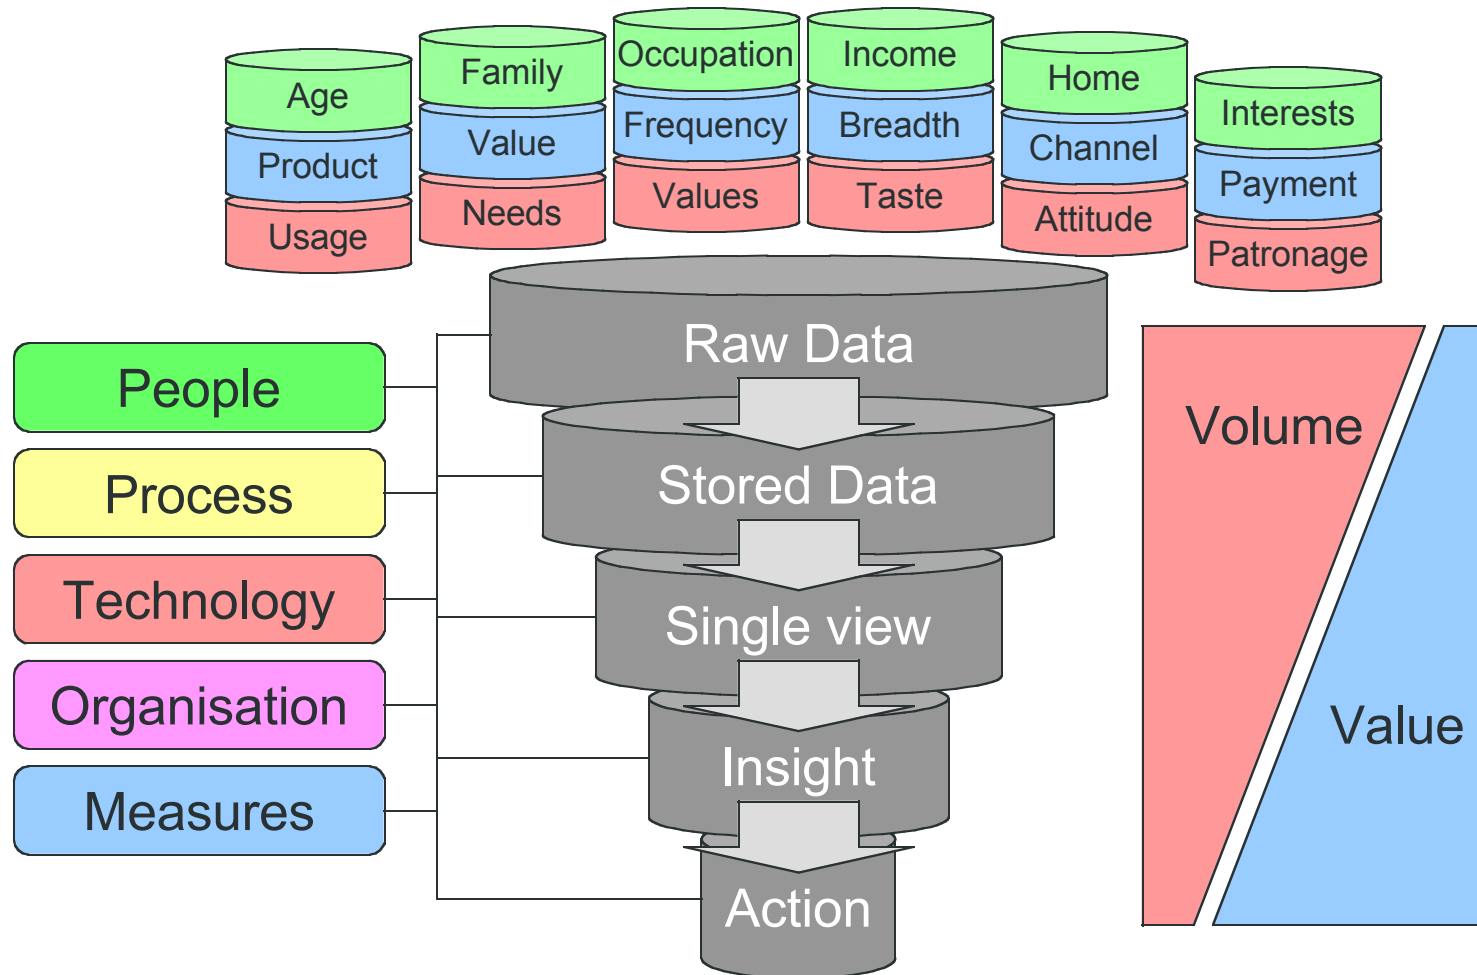 Age
Product
Usage
Family
Value
Needs
Occupation
Frequency
Values
Income
Breadth
Taste
Home
Channel
Attitude
Interests
Payment
Patronage
People
Process
Technology
Organisation
Measures
Raw Data
Stored Data
Single view
Insight
Action
Volume
Value